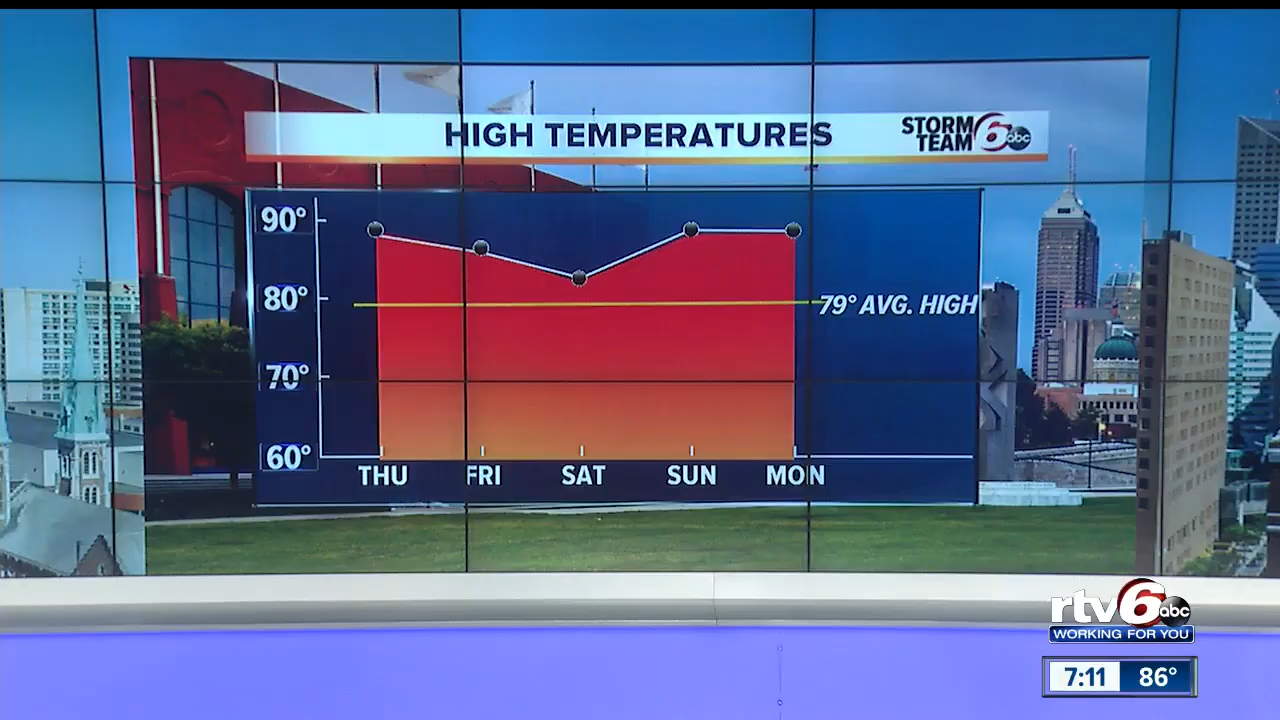 HIGH TEMPERATURES
STORM
TEAM 6 abc
90°
80°
79° AVG. HIGH
70°
60°
THU FRI SAT SUN MON
rtv6 abc
WORKING FOR YOU
7:11 86°